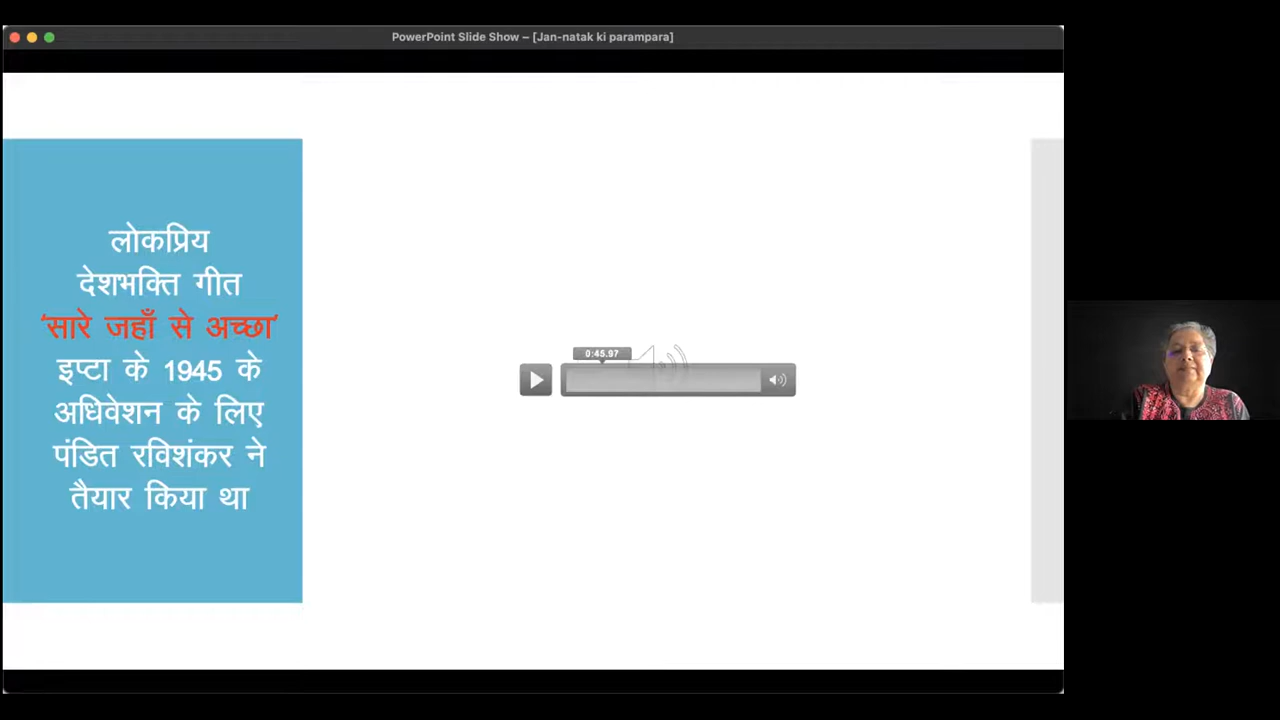 PowerPoint Slide Show – [Jan-natak ki parampara]
लोकप्रिय
देशभक्ति गीत
'सारे जहाँ से अच्छा'
इप्टा के 1945 के
अधिवेशन के लिए
पंडित रविशंकर ने
तैयार किया था
0:45.97